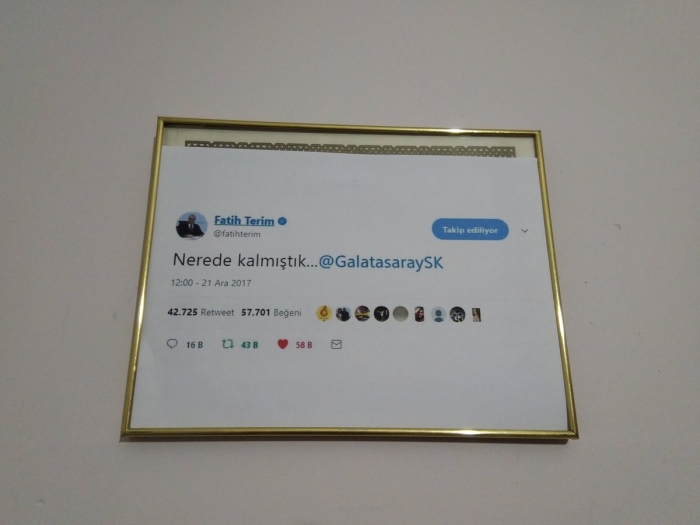 Fatih Terim
@fatihterim
Takip ediliyor
Nerede kalmıştık...@GalatasaraySK
12:00 - 21 Ara 2017
42.725 Retweet 57.701 Beğeni
16 B 43 B 58 B